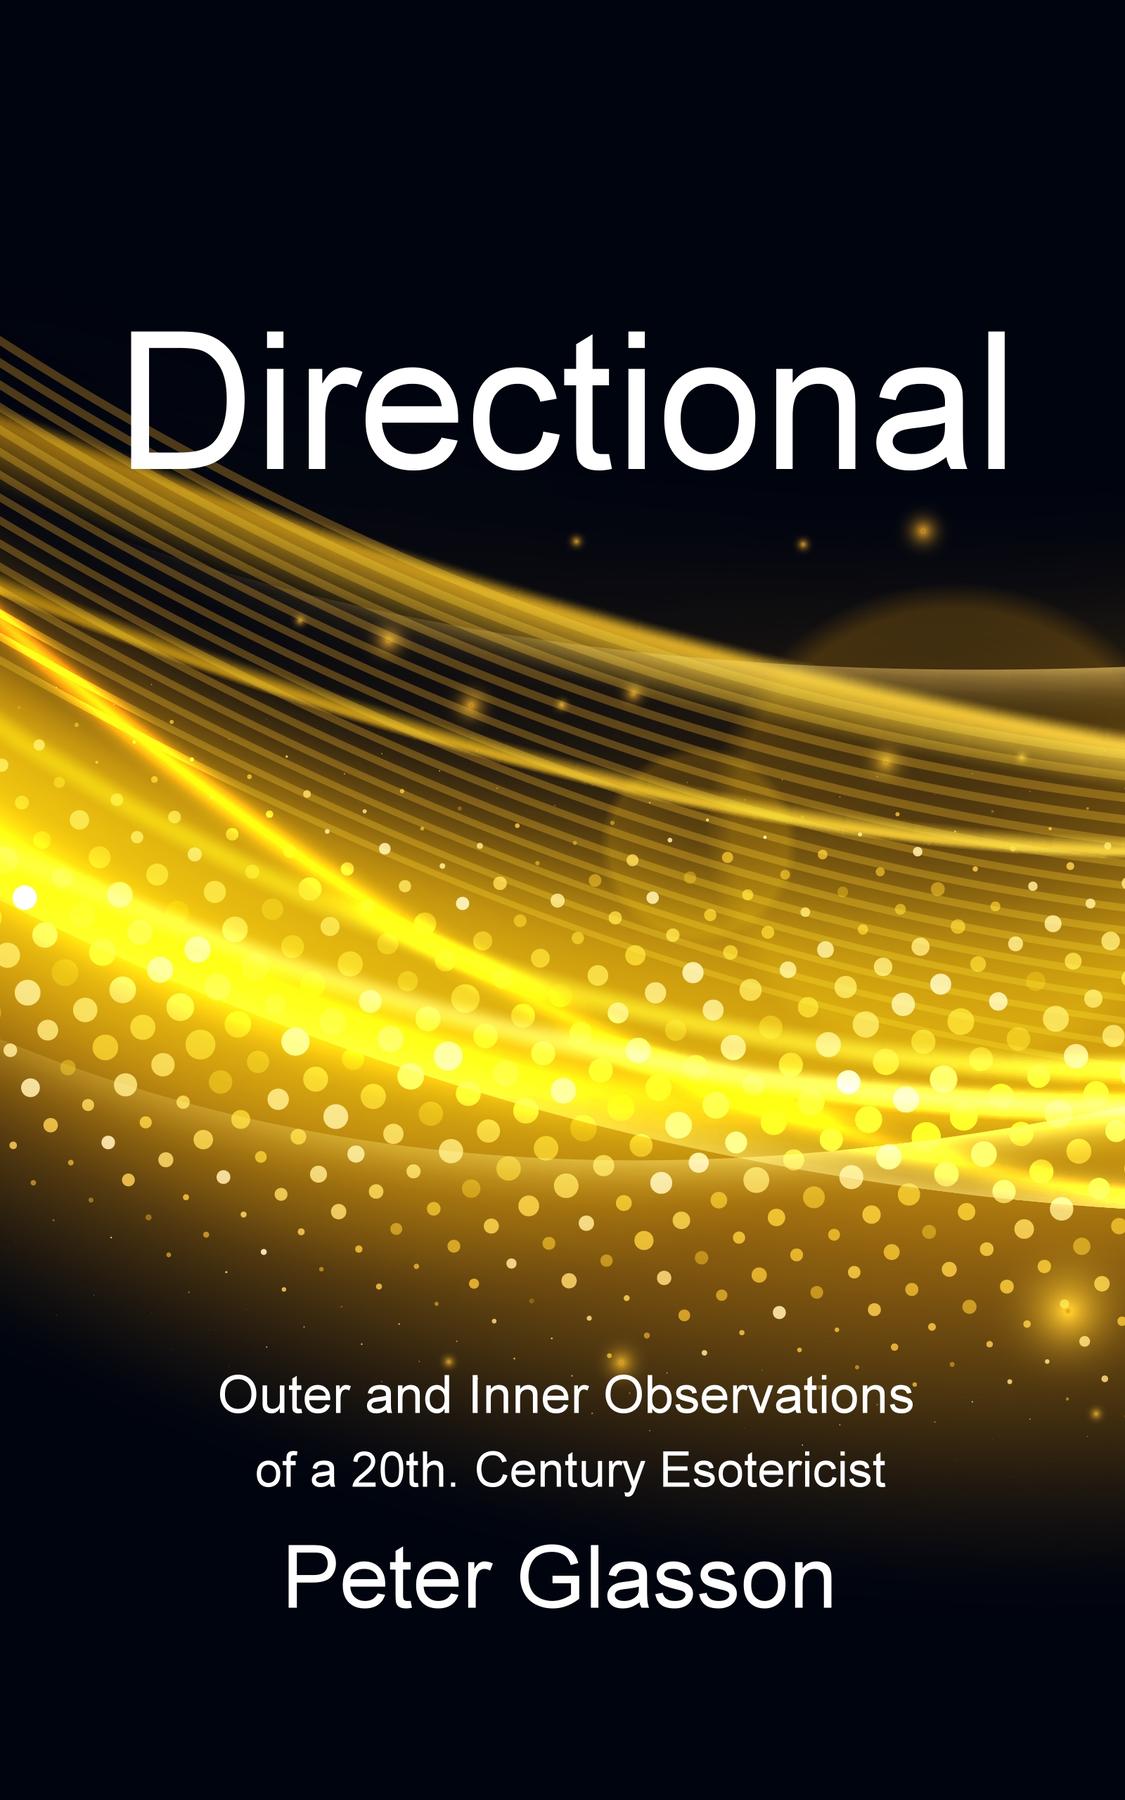 Directional
Outer and Inner Observations
of a 20th. Century Esotericist
Peter Glasson